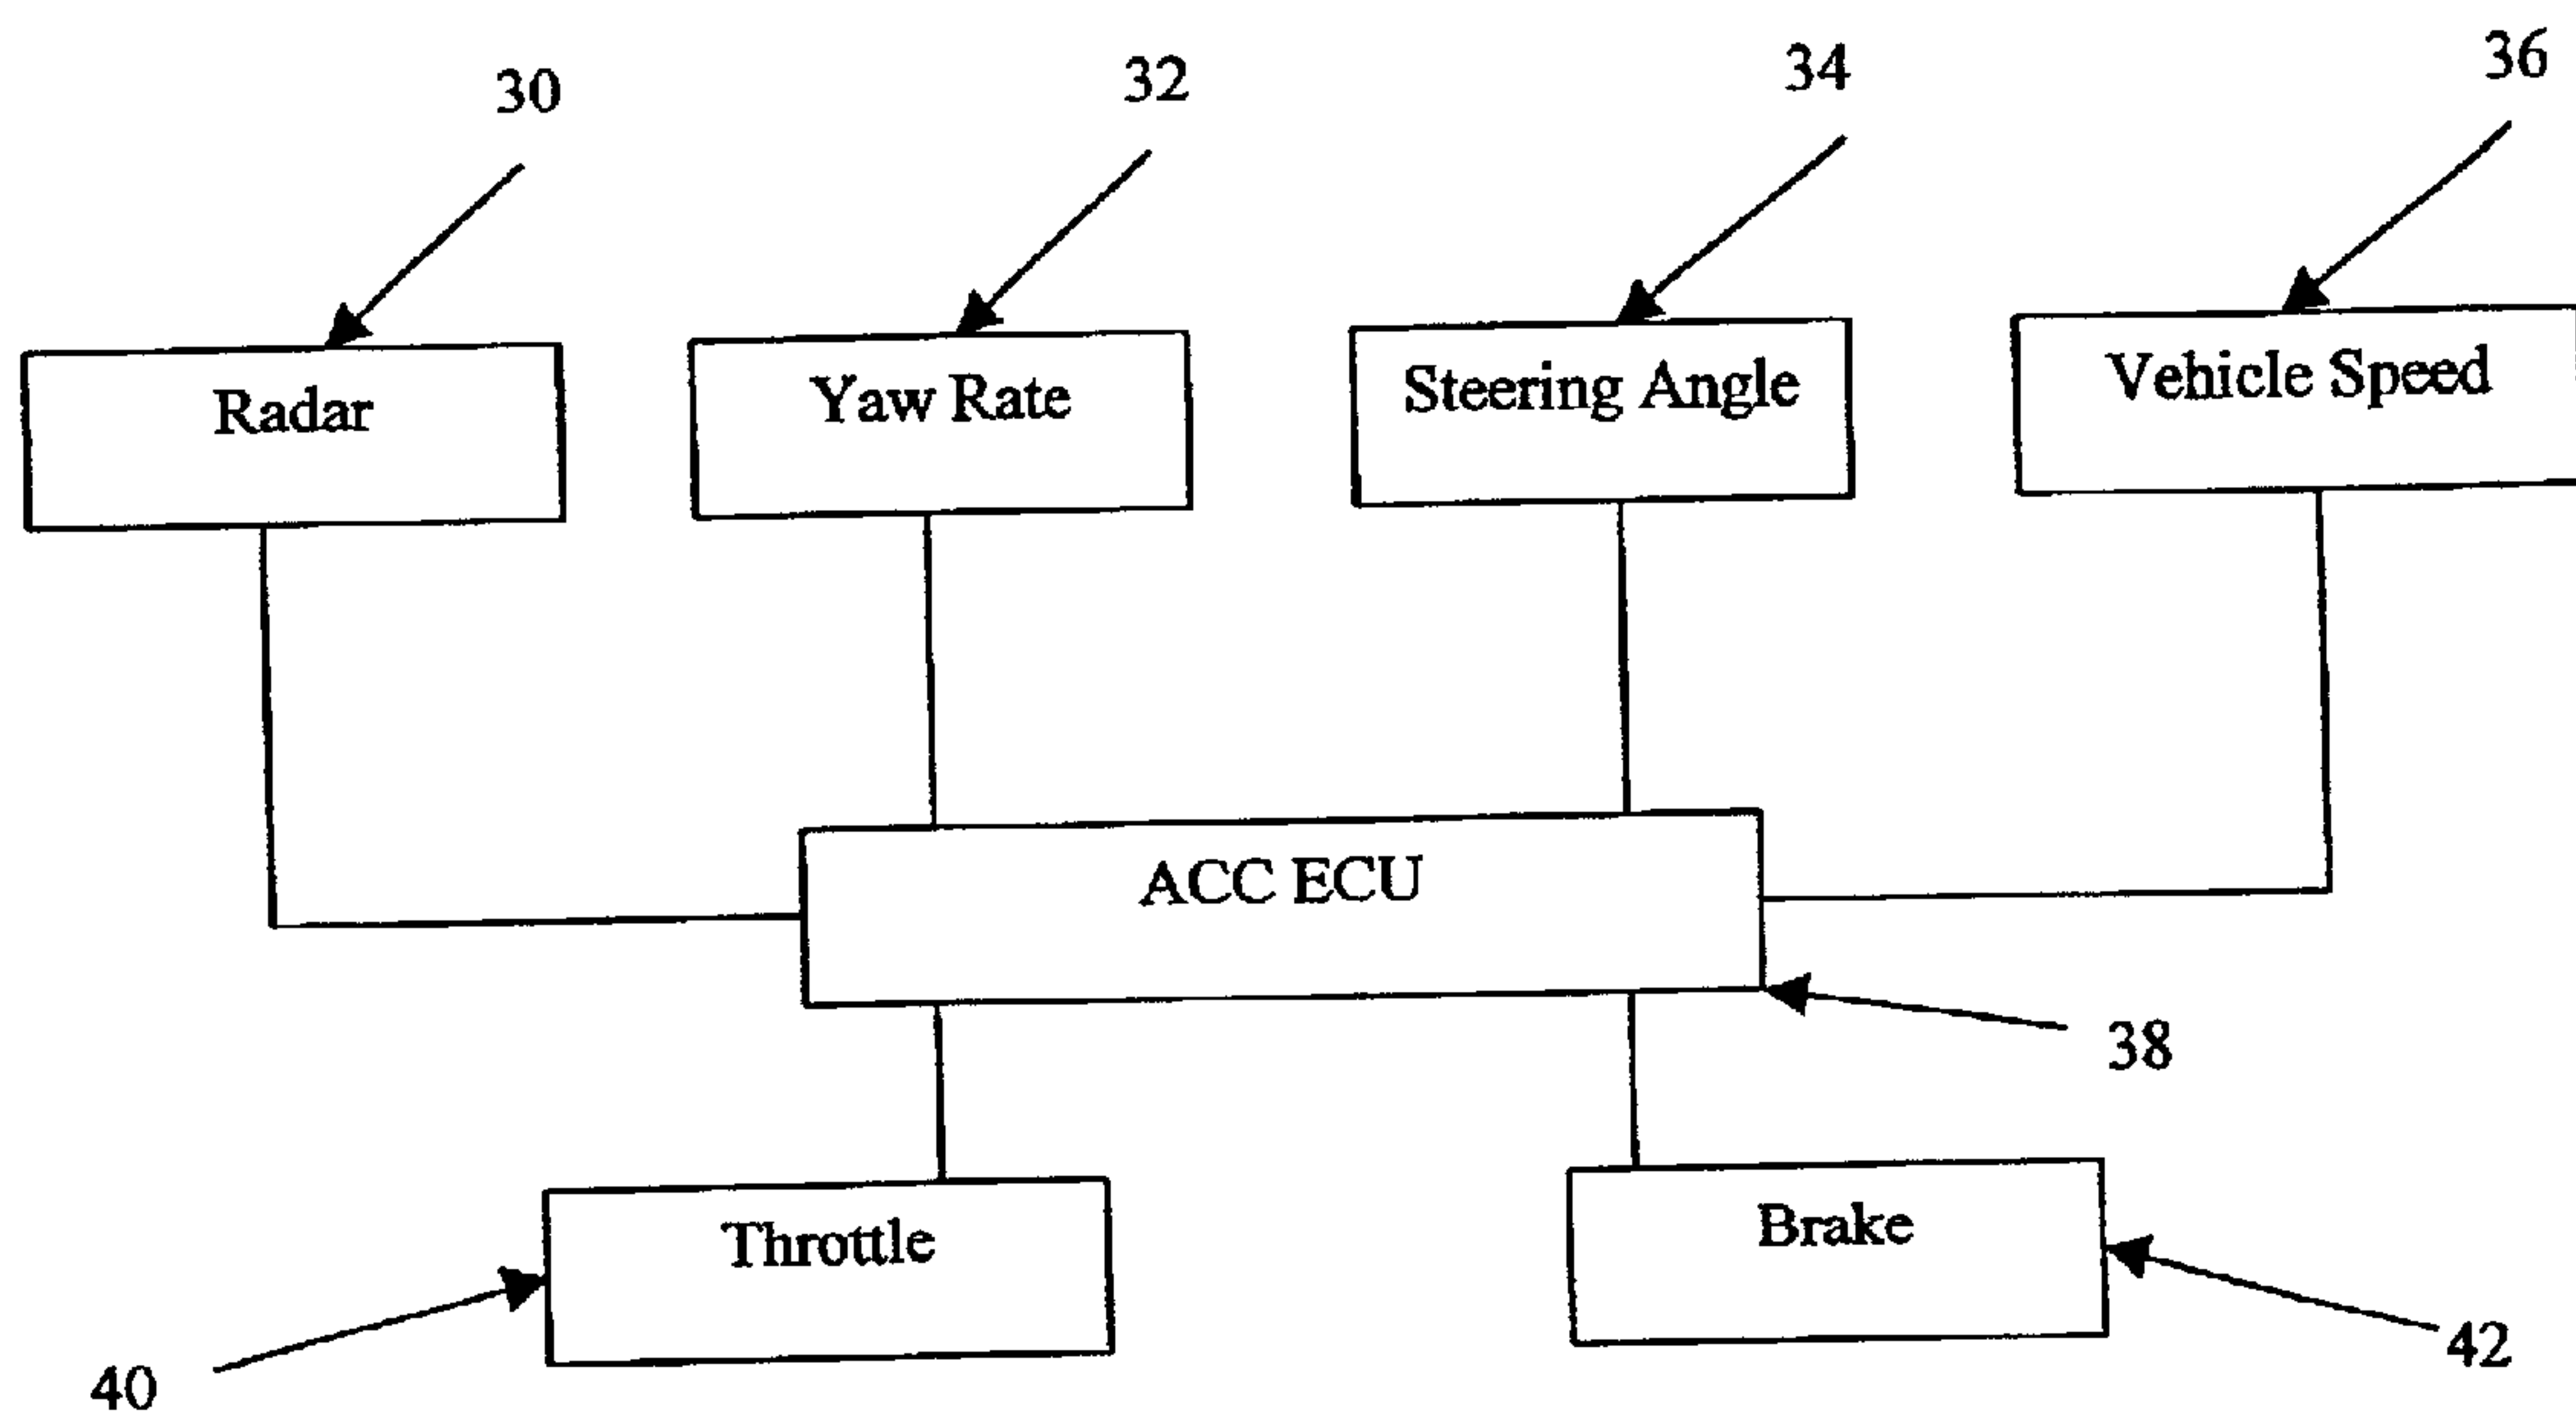 30
32
34
36
Radar
Yaw Rate
Steering Angle
Vehicle Speed
ACC ECU
38
Throttle
Brake
40
42